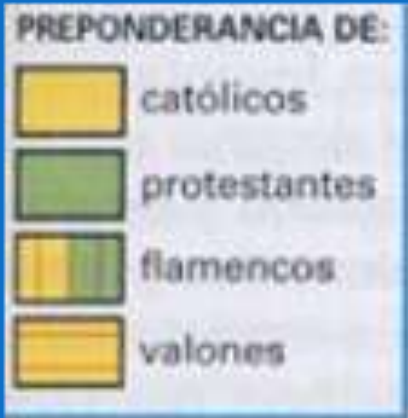 PREPONDERANCIA DE:
católicos
protestantes
flamencos
valones